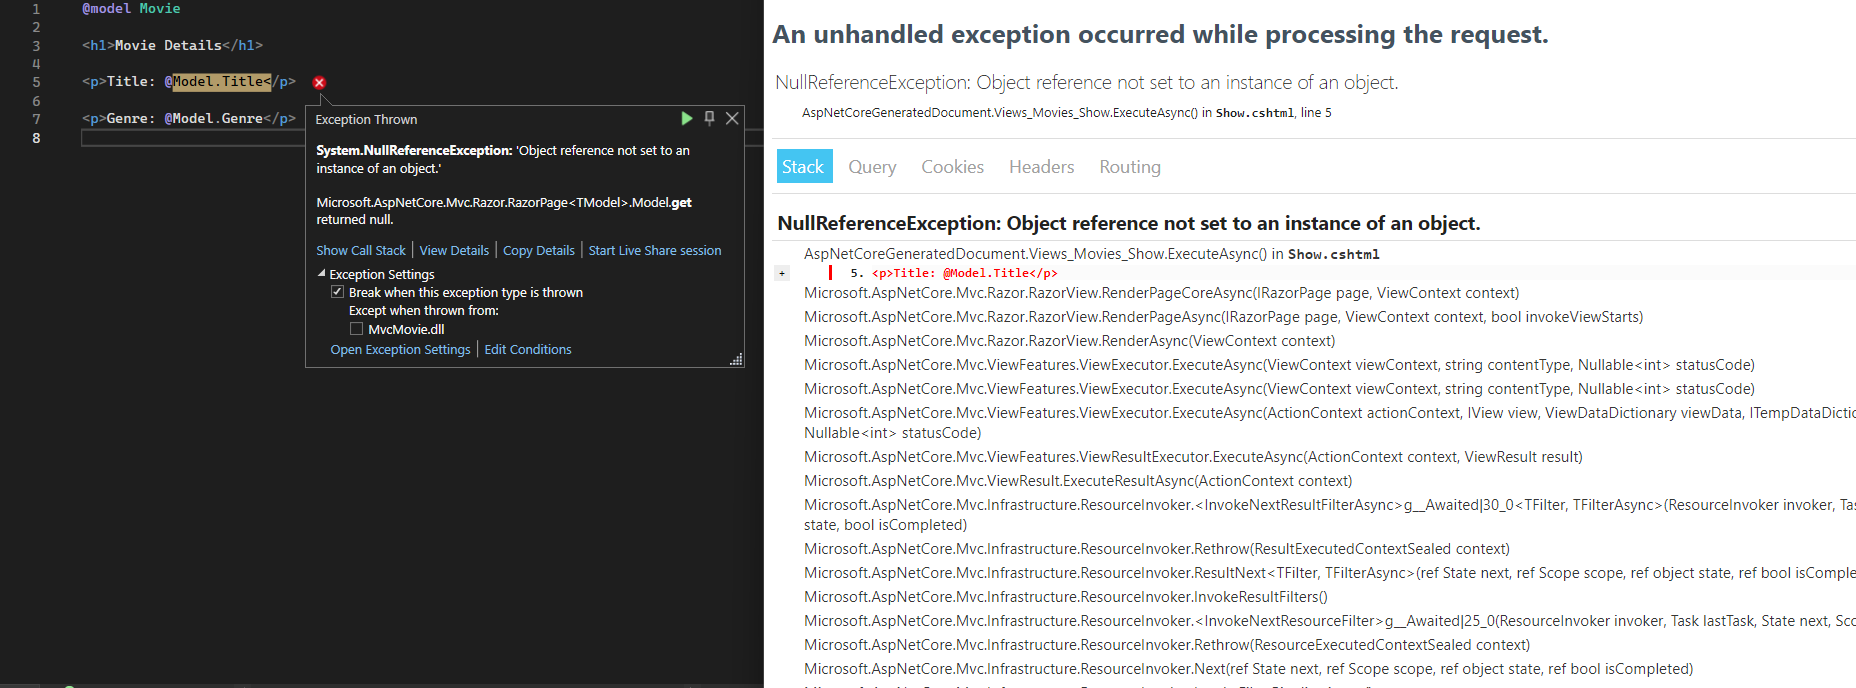 1 @model Movie
2
3 <h1>Movie Details</h1>
4
5 <p>Title: @Model.Title</p>
6
7 <p>Genre: @Model.Genre</p>
8
Exception Thrown
System.NullReferenceException: 'Object reference not set to an
instance of an object.'
Microsoft.AspNetCore.Mvc.Razor.RazorPage<TModel>.Model.get
returned null.
Show Call Stack | View Details | Copy Details | Start Live Share session
Exception Settings
Break when this exception type is thrown
Except when thrown from:
MvcMovie.dll
Open Exception Settings | Edit Conditions
An unhandled exception occurred while processing the request.
NullReferenceException: Object reference not set to an instance of an object.
AspNetCoreGeneratedDocument.Views_Movies_Show.ExecuteAsync() in Show.cshtml, line 5
Stack Query Cookies Headers Routing
NullReferenceException: Object reference not set to an instance of an object.
AspNetCoreGeneratedDocument.Views_Movies_Show.ExecuteAsync() in Show.cshtml
+ 5. <p>Title: @Model.Title</p>
Microsoft.AspNetCore.Mvc.Razor.RazorView.RenderPageCoreAsync(IRazorPage page, ViewContext context)
Microsoft.AspNetCore.Mvc.Razor.RazorView.RenderPageAsync(IRazorPage page, ViewContext context, bool invokeViewStarts)
Microsoft.AspNetCore.Mvc.Razor.RazorView.RenderAsync(ViewContext context)
Microsoft.AspNetCore.Mvc.ViewFeatures.ViewExecutor.ExecuteAsync(ViewContext viewContext, string contentType, Nullable<int> statusCode)
Microsoft.AspNetCore.Mvc.ViewFeatures.ViewExecutor.ExecuteAsync(ViewContext viewContext, string contentType, Nullable<int> statusCode)
Microsoft.AspNetCore.Mvc.ViewFeatures.ViewExecutor.ExecuteAsync(ActionContext actionContext, IView view, ViewDataDictionary viewData, ITempDataDictio
Nullable<int> statusCode)
Microsoft.AspNetCore.Mvc.ViewFeatures.ViewResultExecutor.ExecuteAsync(ActionContext context, ViewResult result)
Microsoft.AspNetCore.Mvc.ViewResult.ExecuteResultAsync(ActionContext context)
Microsoft.AspNetCore.Mvc.Infrastructure.ResourceInvoker.<InvokeNextResultFilterAsync>g__Awaited|30_0<TFilter, TFilterAsync>(ResourceInvoker invoker, Tas
state, bool isCompleted)
Microsoft.AspNetCore.Mvc.Infrastructure.ResourceInvoker.Rethrow(ResultExecutedContextSealed context)
Microsoft.AspNetCore.Mvc.Infrastructure.ResourceInvoker.ResultNext<TFilter, TFilterAsync>(ref State next, ref Scope scope, ref object state, ref bool isComple
Microsoft.AspNetCore.Mvc.Infrastructure.ResourceInvoker.InvokeResultFilters()
Microsoft.AspNetCore.Mvc.Infrastructure.ResourceInvoker.<InvokeNextResourceFilter>g__Awaited|25_0(ResourceInvoker invoker, Task lastTask, State next, Sco
Microsoft.AspNetCore.Mvc.Infrastructure.ResourceInvoker.Rethrow(ResourceExecutedContextSealed context)
Microsoft.AspNetCore.Mvc.Infrastructure.ResourceInvoker.Next(ref State next, ref Scope scope, ref object state, ref bool isCompleted)